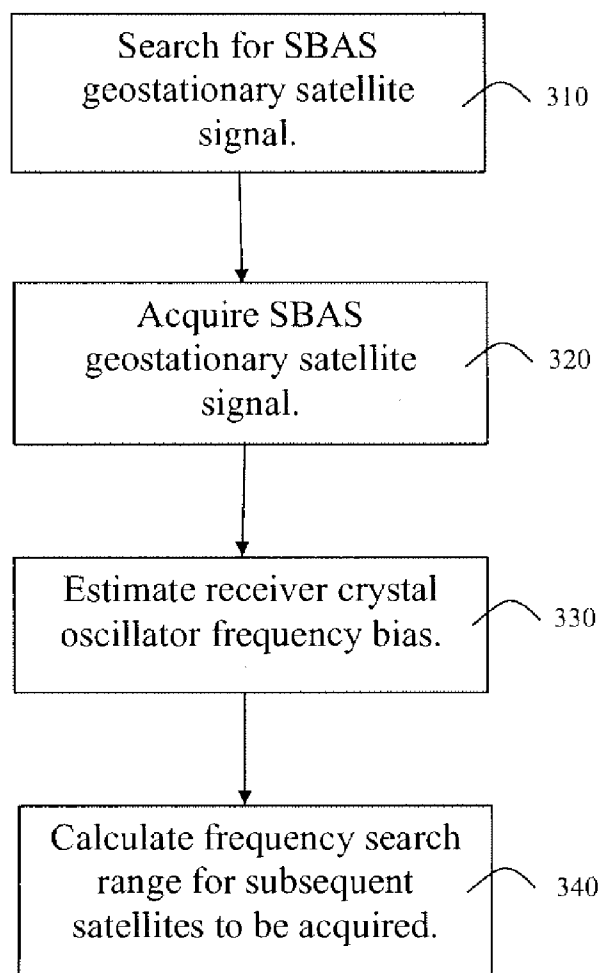 Search for SBAS
geostationary satellite
signal.
310
Acquire SBAS
geostationary satellite
signal.
320
Estimate receiver crystal
oscillator frequency bias.
330
Calculate frequency search
range for subsequent
satellites to be acquired.
340